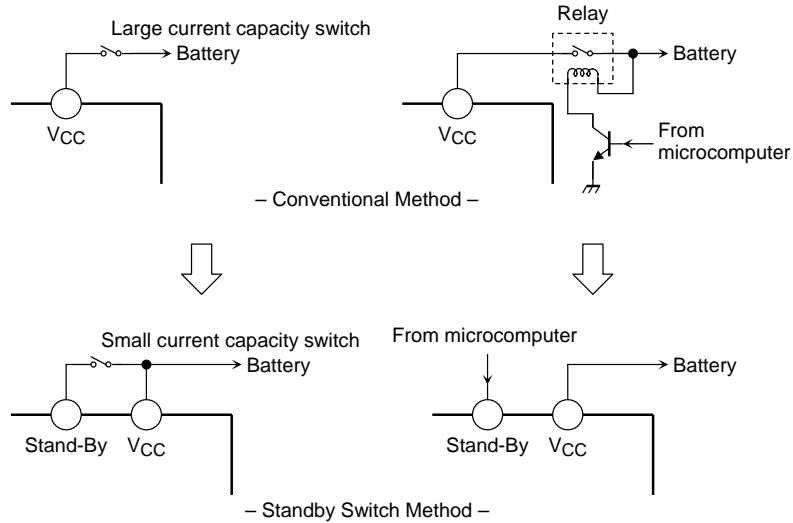 Large current capacity switch
Battery
VCC
Relay
Battery
VCC
From
microcomputer
– Conventional Method –
Small current capacity switch
Battery
Stand-By
VCC
From microcomputer
Battery
Stand-By
VCC
– Standby Switch Method –